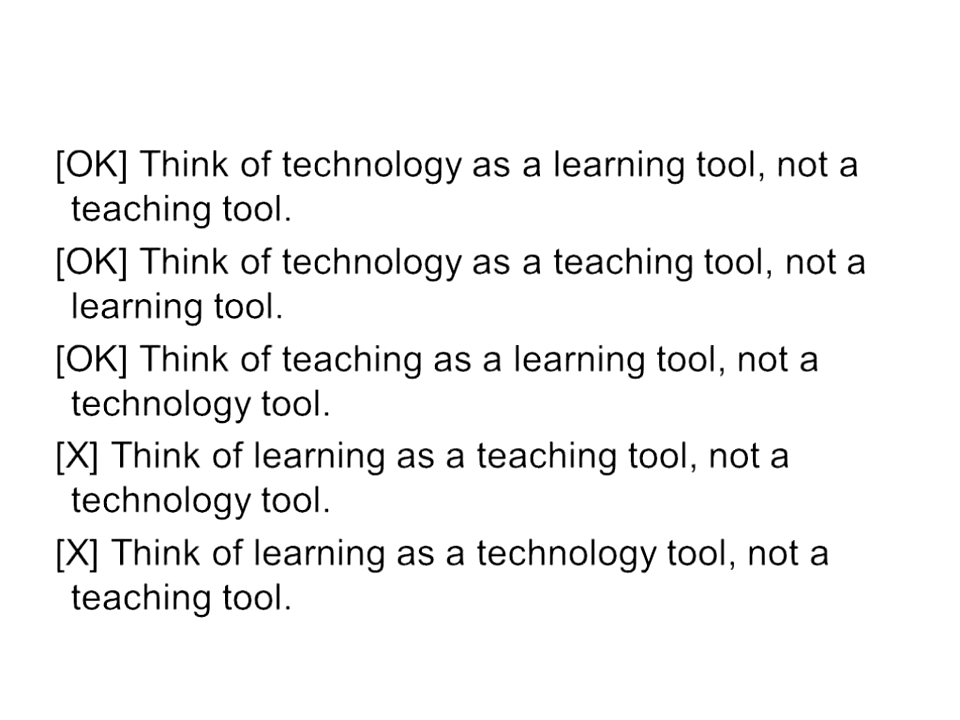 [OK] Think of technology as a learning tool, not a
teaching tool.
[OK] Think of technology as a teaching tool, not a
learning tool.
[OK] Think of teaching as a learning tool, not a
technology tool.
[X] Think of learning as a teaching tool, not a
technology tool.
[X] Think of learning as a technology tool, not a
teaching tool.